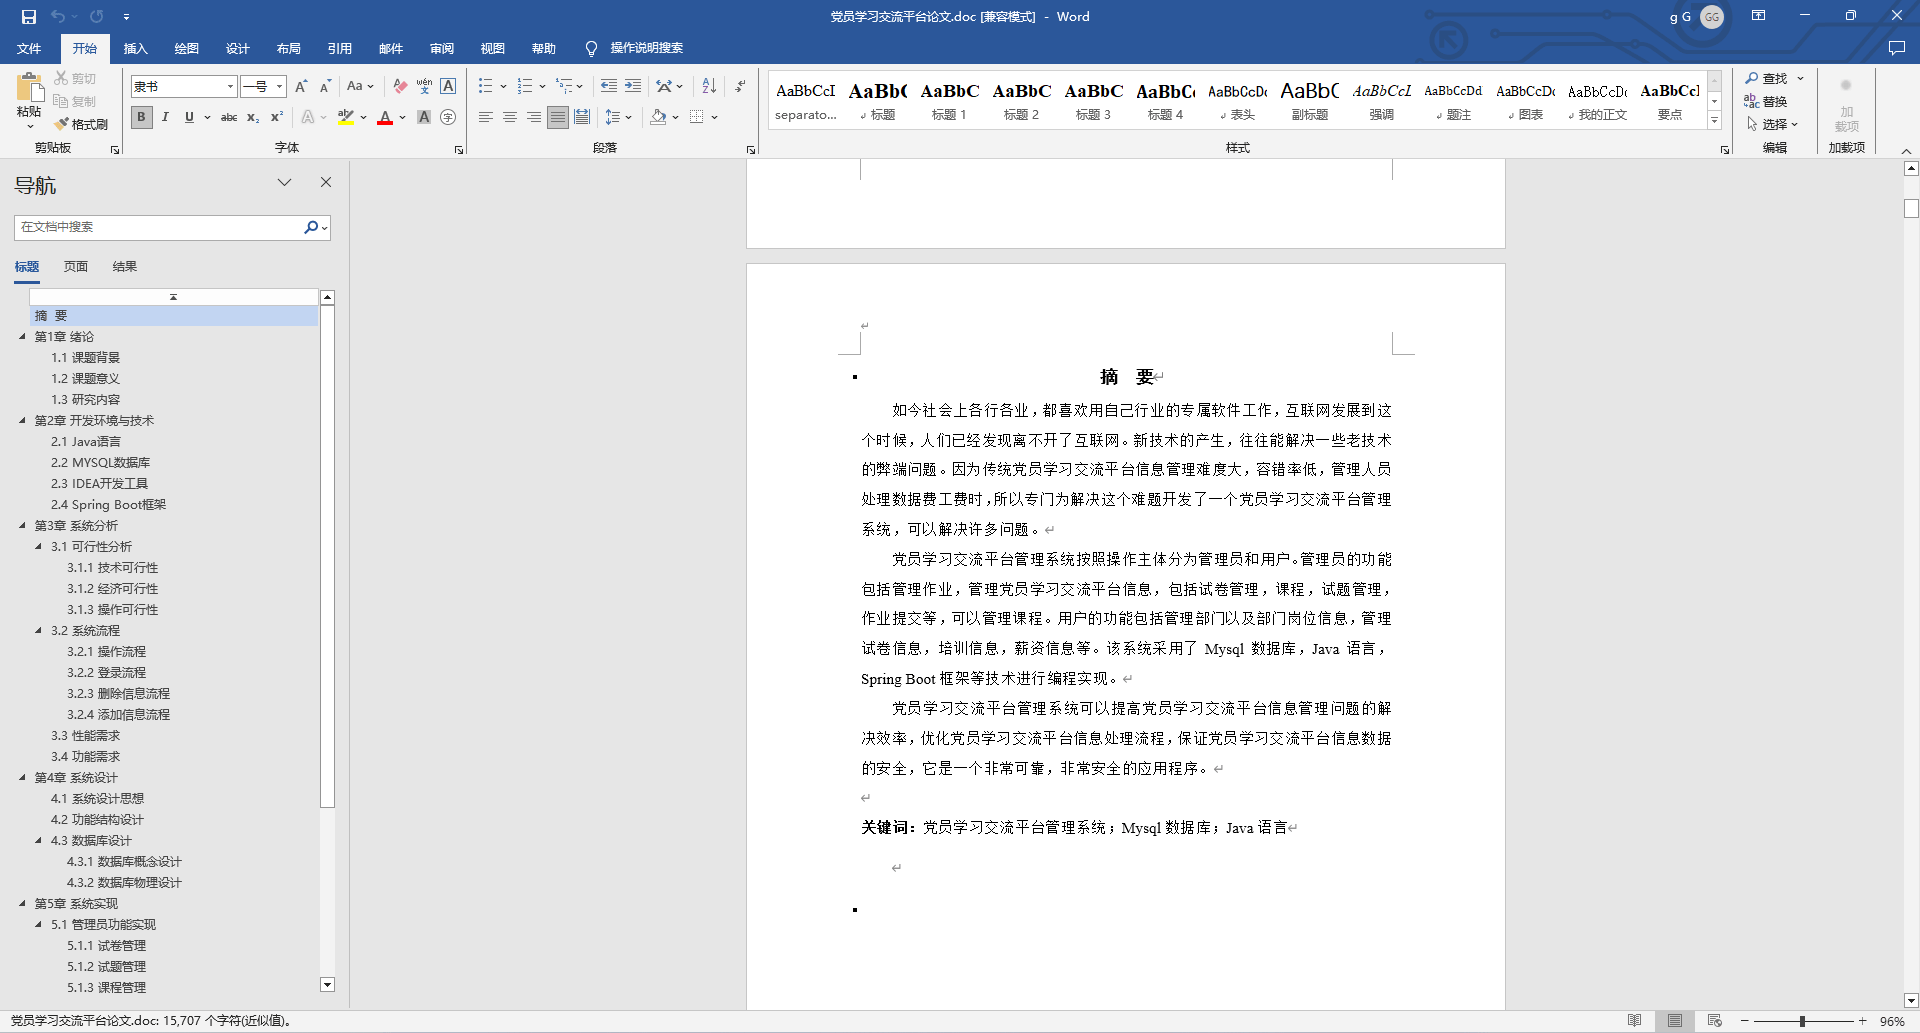 党员学习交流平台论文.doc [兼容模式] - Word
g G
GG
文件 开始 插入 绘图 设计 布局 引用 邮件 审阅 视图 帮助 操作说明搜索
粘贴
剪切
复制
格式刷
剪贴板
隶书 一号
字体
段落
AaBbCcI separato...
AaBb( 标题
AaBbC 标题 1
AaBbC 标题 2
AaBbC 标题 3
AaBbC( 标题 4
AaBbCcDc 表头
AaBbC 副标题
AaBbCcL 强调
AaBbCcDd 题注
AaBbCcDc 图表
AaBbCcDc 我的正文
AaBbCcI 要点
样式
查找
替换
选择
编辑
加载项
加载项
导航
在文档中搜索
标题 页面 结果
摘 要
第1章 绪论
1.1 课题背景
1.2 课题意义
1.3 研究内容
第2章 开发环境与技术
2.1 Java语言
2.2 MYSQL数据库
2.3 IDEA开发工具
2.4 Spring Boot框架
第3章 系统分析
3.1 可行性分析
3.1.1 技术可行性
3.1.2 经济可行性
3.1.3 操作可行性
3.2 系统流程
3.2.1 操作流程
3.2.2 登录流程
3.2.3 删除信息流程
3.2.4 添加信息流程
3.3 性能需求
3.4 功能需求
第4章 系统设计
4.1 系统设计思想
4.2 功能结构设计
4.3 数据库设计
4.3.1 数据库概念设计
4.3.2 数据库物理设计
第5章 系统实现
5.1 管理员功能实现
5.1.1 试卷管理
5.1.2 试题管理
5.1.3 课程管理
摘 要
如今社会上各行各业，都喜欢用自己行业的专属软件工作，互联网发展到这
个时候，人们已经发现离不开了互联网。新技术的产生，往往能解决一些老技术
的弊端问题。因为传统党员学习交流平台信息管理难度大，容错率低，管理人员
处理数据费工费时，所以专门为解决这个难题开发了一个党员学习交流平台管理
系统，可以解决许多问题。
党员学习交流平台管理系统按照操作主体分为管理员和用户。管理员的功能
包括管理作业，管理党员学习交流平台信息，包括试卷管理，课程，试题管理，
作业提交等，可以管理课程。用户的功能包括管理部门以及部门岗位信息，管理
试卷信息，培训信息，薪资信息等。该系统采用了 Mysql 数据库，Java 语言，
Spring Boot 框架等技术进行编程实现。
党员学习交流平台管理系统可以提高党员学习交流平台信息管理问题的解
决效率，优化党员学习交流平台信息处理流程，保证党员学习交流平台信息数据
的安全，它是一个非常可靠，非常安全的应用程序。
关键词：党员学习交流平台管理系统；Mysql 数据库；Java 语言
党员学习交流平台论文.doc: 15,707 个字符(近似值)。
96%